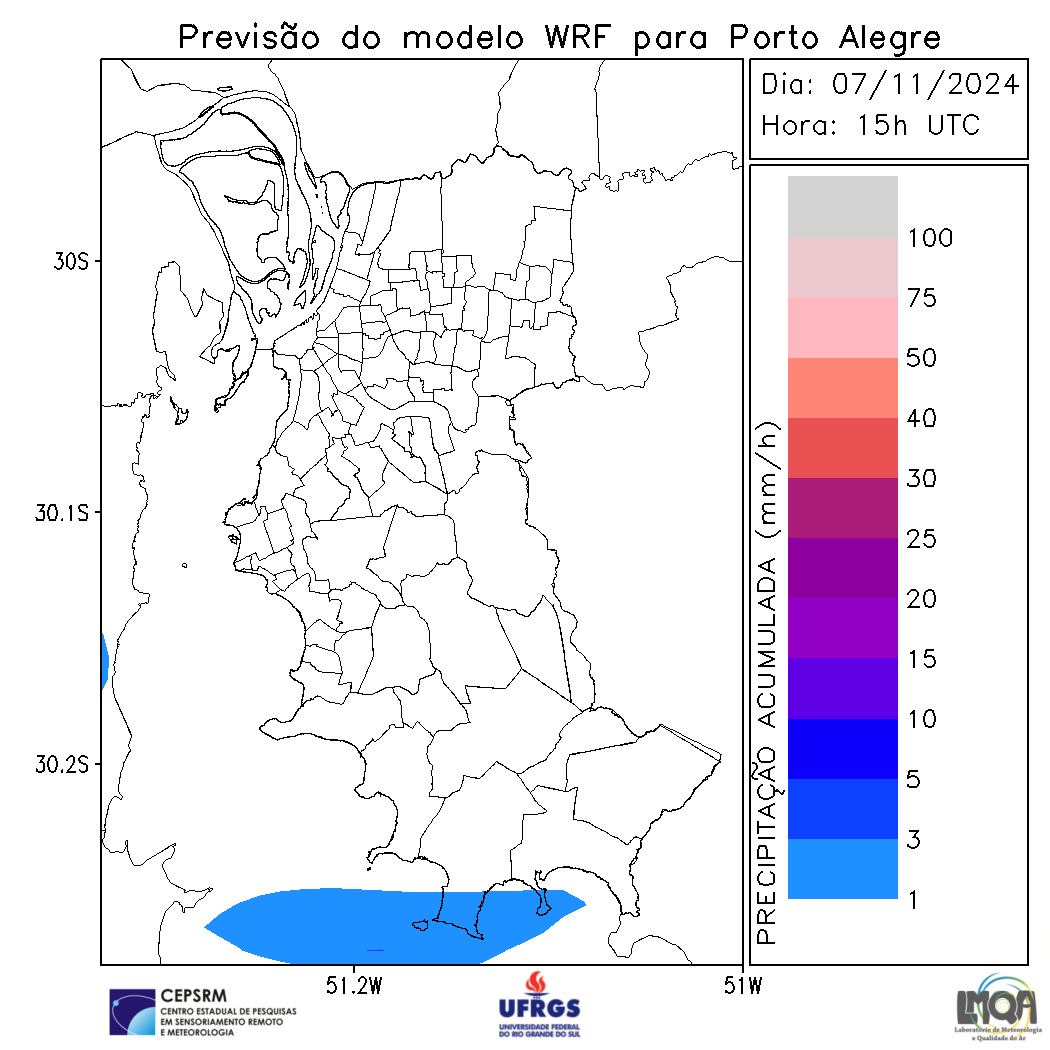 Previsão do modelo WRF para Porto Alegre
Dia: 07/11/2024
Hora: 15h UTC
30S
30.1S
30.2S
51.2W
51W
PRECIPITAÇÃO ACUMULADA (mm/h)
100
75
50
40
30
25
20
15
10
5
3
1
CEPSRM
CENTRO ESTADUAL DE PESQUISAS
EM SENSORIAMENTO REMOTO
E METEOROLOGIA
UFRGS
UNIVERSIDADE FEDERAL
DO RIO GRANDE DO SUL
LMQA
Laboratório de Meteorologia
e Qualidade do Ar